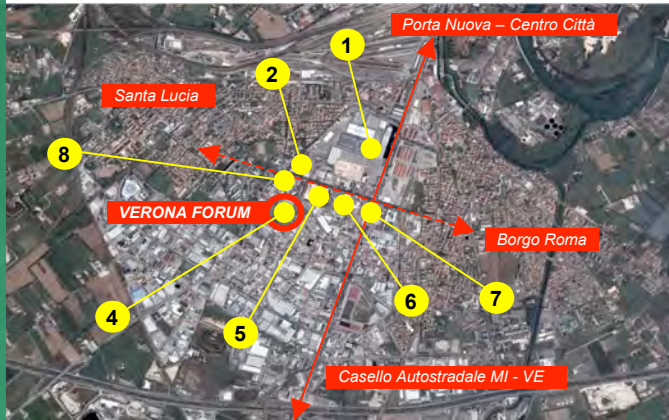 Porta Nuova – Centro Città
1
2
Santa Lucia
8
VERONA FORUM
Borgo Roma
4
5
6
7
Casello Autostradale MI - VE